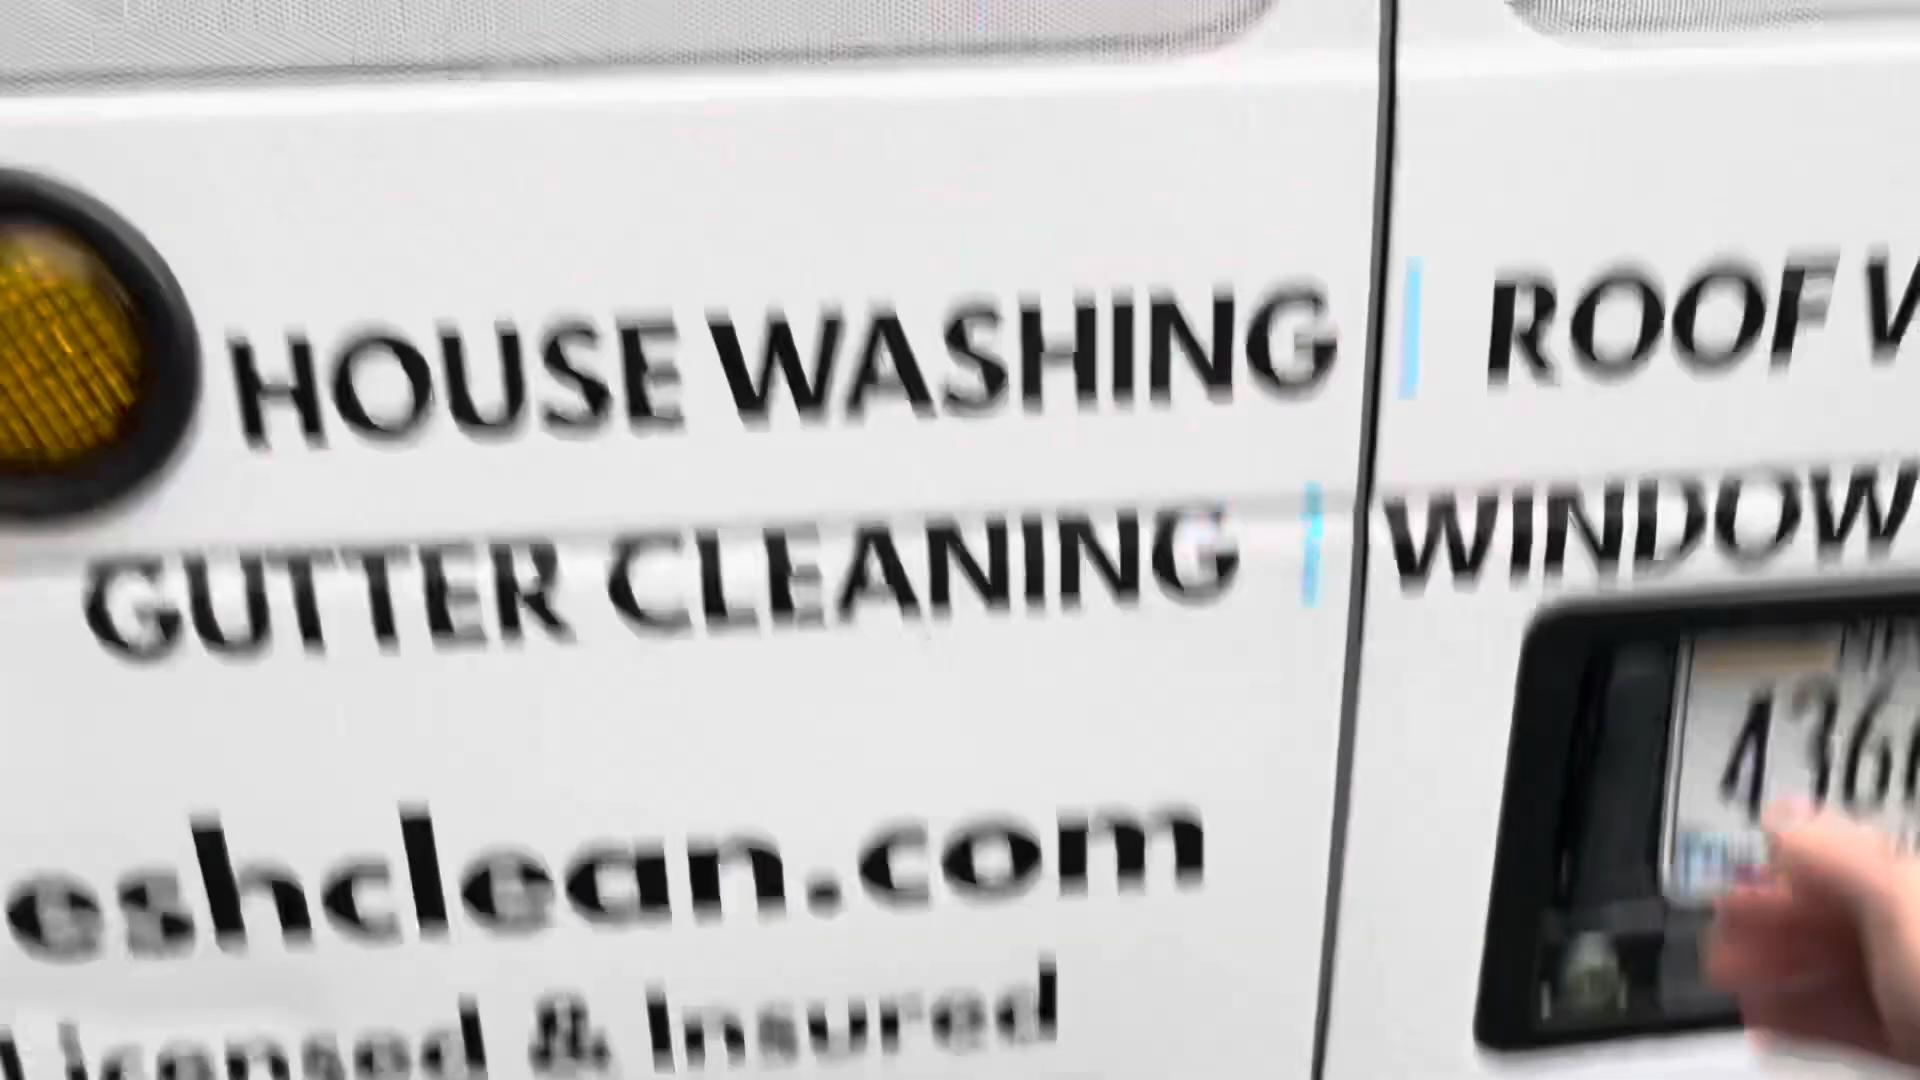 HOUSE WASHING | ROOF
GUTTER CLEANING | WINDOW
eshclean.com
Licensed & Insured